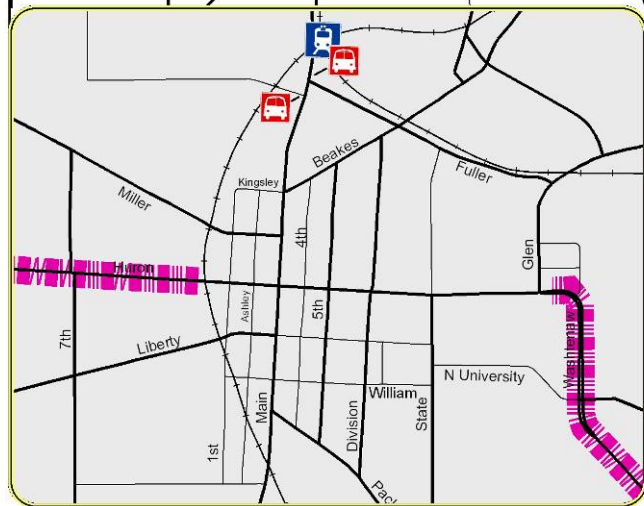 Beakes
Fuller
Kingsley
Miller
4th
Glen
Huron
Ashley
5th
7th
Liberty
Washtenaw
N University
William
Main
Division
State
1st